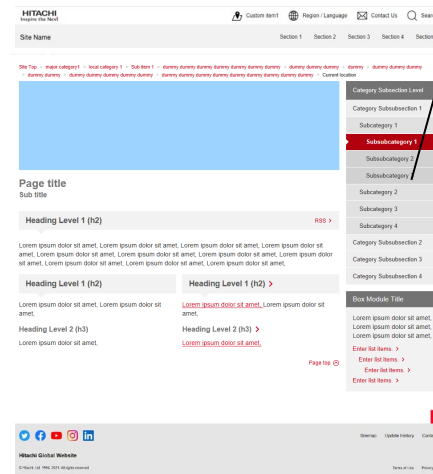 HITACHI
Inspire the Next
Custom item1 Region / Language Contact Us Sear
Site Name Section 1 Section 2 Section 3 Section 4 Section
Site Top > major category1 > local category 1 > Sub item 1 > dummy dummy dummy dummy dummy dummy dummy > dummy dummy dummy > dummy > dummy dummy dummy
> dummy dummy > dummy dummy dummy dummy dummy > dummy dummy dummy dummy dummy dummy dummy dummy dummy > Current location
Category Subsection Level
Category Subsubsection 1
Subcategory 1
Subsubcategory 1
Subsubcategory 2
Subsubcategory
Subcategory 2
Subcategory 3
Subcategory 4
Category Subsubsection 2
Category Subsubsection 3
Category Subsubsection 4
Page title
Sub title
Heading Level 1 (h2) RSS >
Lorem ipsum dolor sit amet, Lorem ipsum dolor sit amet, Lorem ipsum dolor sit amet, Lorem ipsum dolor sit
amet, Lorem ipsum dolor sit amet, Lorem ipsum dolor sit amet, Lorem ipsum dolor sit amet, Lorem ipsum dolor
sit amet, Lorem ipsum dolor sit amet, Lorem ipsum dolor sit amet, Lorem ipsum dolor sit amet,
Heading Level 1 (h2)
Lorem ipsum dolor sit amet, Lorem ipsum dolor sit
amet,
Heading Level 2 (h3)
Lorem ipsum dolor sit amet,
Heading Level 1 (h2) >
Lorem ipsum dolor sit amet, Lorem ipsum dolor sit
amet,
Heading Level 2 (h3) >
Lorem ipsum dolor sit amet,
Page top
Box Module Title
Lorem ipsum dolor sit amet,
Lorem ipsum dolor sit amet,
Lorem ipsum dolor sit amet,
Enter list items. >
Enter list items. >
Enter list items. >
Enter list items. >
Sitemap Update history Conta
Hitachi Global Website
© Hitachi, Ltd. 1994, 2021. All rights reserved. Terms of Use Privacy